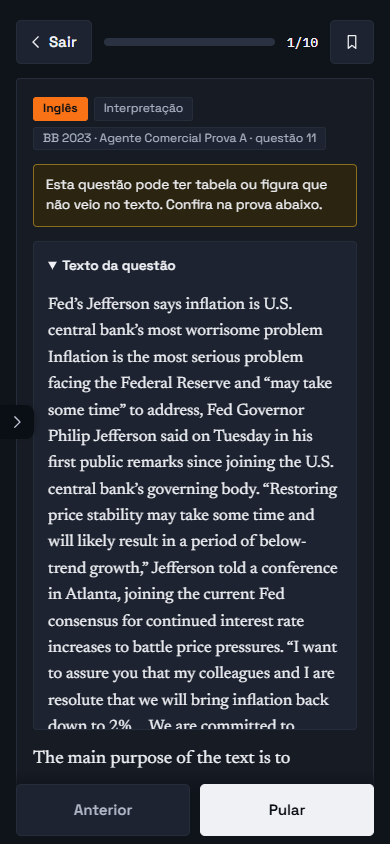 Sair
1/10
Inglês
Interpretação
BB 2023 · Agente Comercial Prova A · questão 11
Esta questão pode ter tabela ou figura que
não veio no texto. Confira na prova abaixo.
▼ Texto da questão
Fed’s Jefferson says inflation is U.S.
central bank’s most worrisome problem
Inflation is the most serious problem
facing the Federal Reserve and “may take
some time” to address, Fed Governor
Philip Jefferson said on Tuesday in his
first public remarks since joining the U.S.
central bank’s governing body. “Restoring
price stability may take some time and
will likely result in a period of below-
trend growth,” Jefferson told a conference
in Atlanta, joining the current Fed
consensus for continued interest rate
increases to battle price pressures. “I want
to assure you that my colleagues and I are
resolute that we will bring inflation back
down to 2%... We are committed to
The main purpose of the text is to
Anterior
Pular